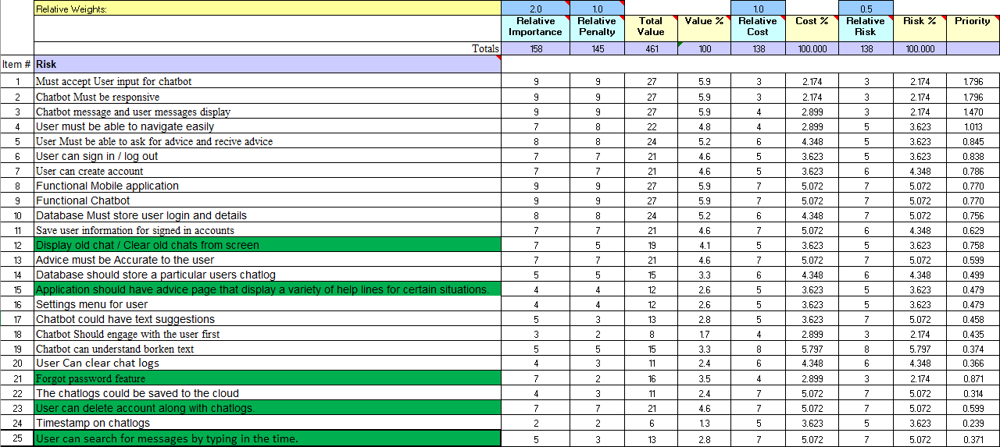 Relative Weights: 2.0 1.0 1.0 0.5
Relative Importance Relative Penalty Total Value Value % Relative Cost Cost % Relative Risk Risk % Priority
Totals 158 145 461 100 138 100.000 138 100.000
Item # Risk
1 Must accept User input for chatbot 9 9 27 5.9 3 2.174 3 2.174 1.796
2 Chatbot Must be responsive 9 9 27 5.9 3 2.174 3 2.174 1.796
3 Chatbot message and user messages display 9 9 27 5.9 4 2.899 3 2.174 1.470
4 User must be able to navigate easily 7 8 22 4.8 4 2.899 5 3.623 1.013
5 User Must be able to ask for advice and recive advice 8 8 24 5.2 6 4.348 5 3.623 0.845
6 User can sign in / log out 7 7 21 4.6 5 3.623 5 3.623 0.838
7 User can create account 7 7 21 4.6 5 3.623 6 4.348 0.786
8 Functional Mobile application 9 9 27 5.9 7 5.072 7 5.072 0.770
9 Functional Chatbot 9 9 27 5.9 7 5.072 7 5.072 0.770
10 Database Must store user login and details 8 8 24 5.2 6 4.348 7 5.072 0.756
11 Save user information for signed in accounts 7 7 21 4.6 7 5.072 6 4.348 0.629
12 Display old chat / Clear old chats from screen 7 5 19 4.1 5 3.623 5 3.623 0.758
13 Advice must be Accurate to the user 7 7 21 4.6 7 5.072 7 5.072 0.599
14 Database should store a particular users chatlog 5 5 15 3.3 6 4.348 6 4.348 0.499
15 Application should have advice page that display a variety of help lines for certain situations. 4 4 12 2.6 5 3.623 5 3.623 0.479
16 Settings menu for user 4 4 12 2.6 5 3.623 5 3.623 0.479
17 Chatbot could have text suggestions 5 3 13 2.8 5 3.623 7 5.072 0.458
18 Chatbot Should engage with the user first 3 2 8 1.7 4 2.899 3 2.174 0.435
19 Chatbot can understand borken text 5 5 15 3.3 8 5.797 8 5.797 0.374
20 User Can clear chat logs 4 3 11 2.4 6 4.348 6 4.348 0.366
21 Forgot password feature 7 2 16 3.5 4 2.899 3 2.174 0.871
22 The chatlogs could be saved to the cloud 4 3 11 2.4 7 5.072 7 5.072 0.314
23 User can delete account along with chatlogs. 7 7 21 4.6 7 5.072 7 5.072 0.599
24 Timestamp on chatlogs 2 2 6 1.3 5 3.623 5 3.623 0.239
25 User can search for messages by typing in the time. 5 3 13 2.8 7 5.072 7 5.072 0.371